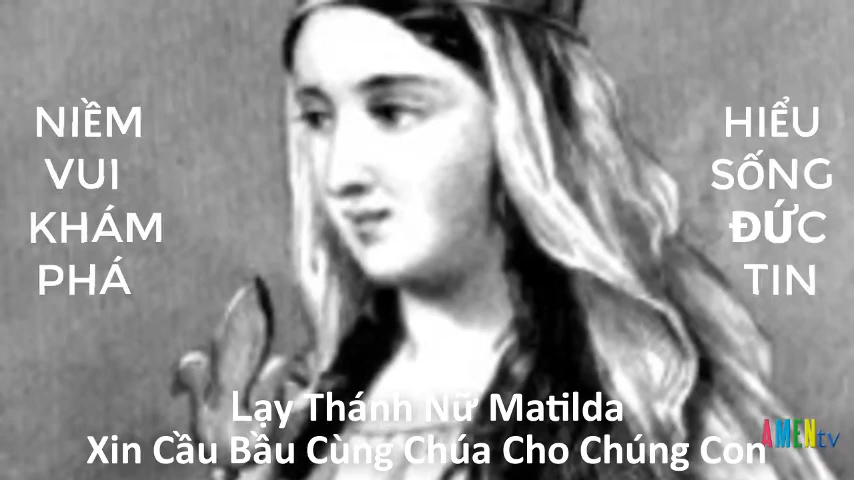 NIỀM
VUI
KHÁM
PHÁ
HIỂU
SỐNG
ĐỨC
TIN
Lạy Thánh Nữ Matilda
Xin Cầu Bầu Cùng Chúa Cho Chúng Con
AMENtv